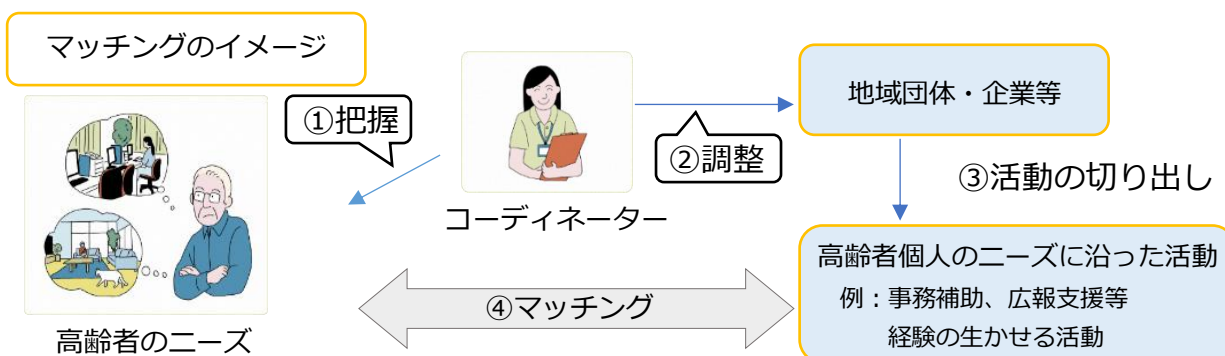 マッチングのイメージ
①把握
②調整
地域団体・企業等
③活動の切り出し
コーディネーター
高齢者個人のニーズに沿った活動
例：事務補助、広報支援等
経験の生かせる活動
④マッチング
高齢者のニーズ